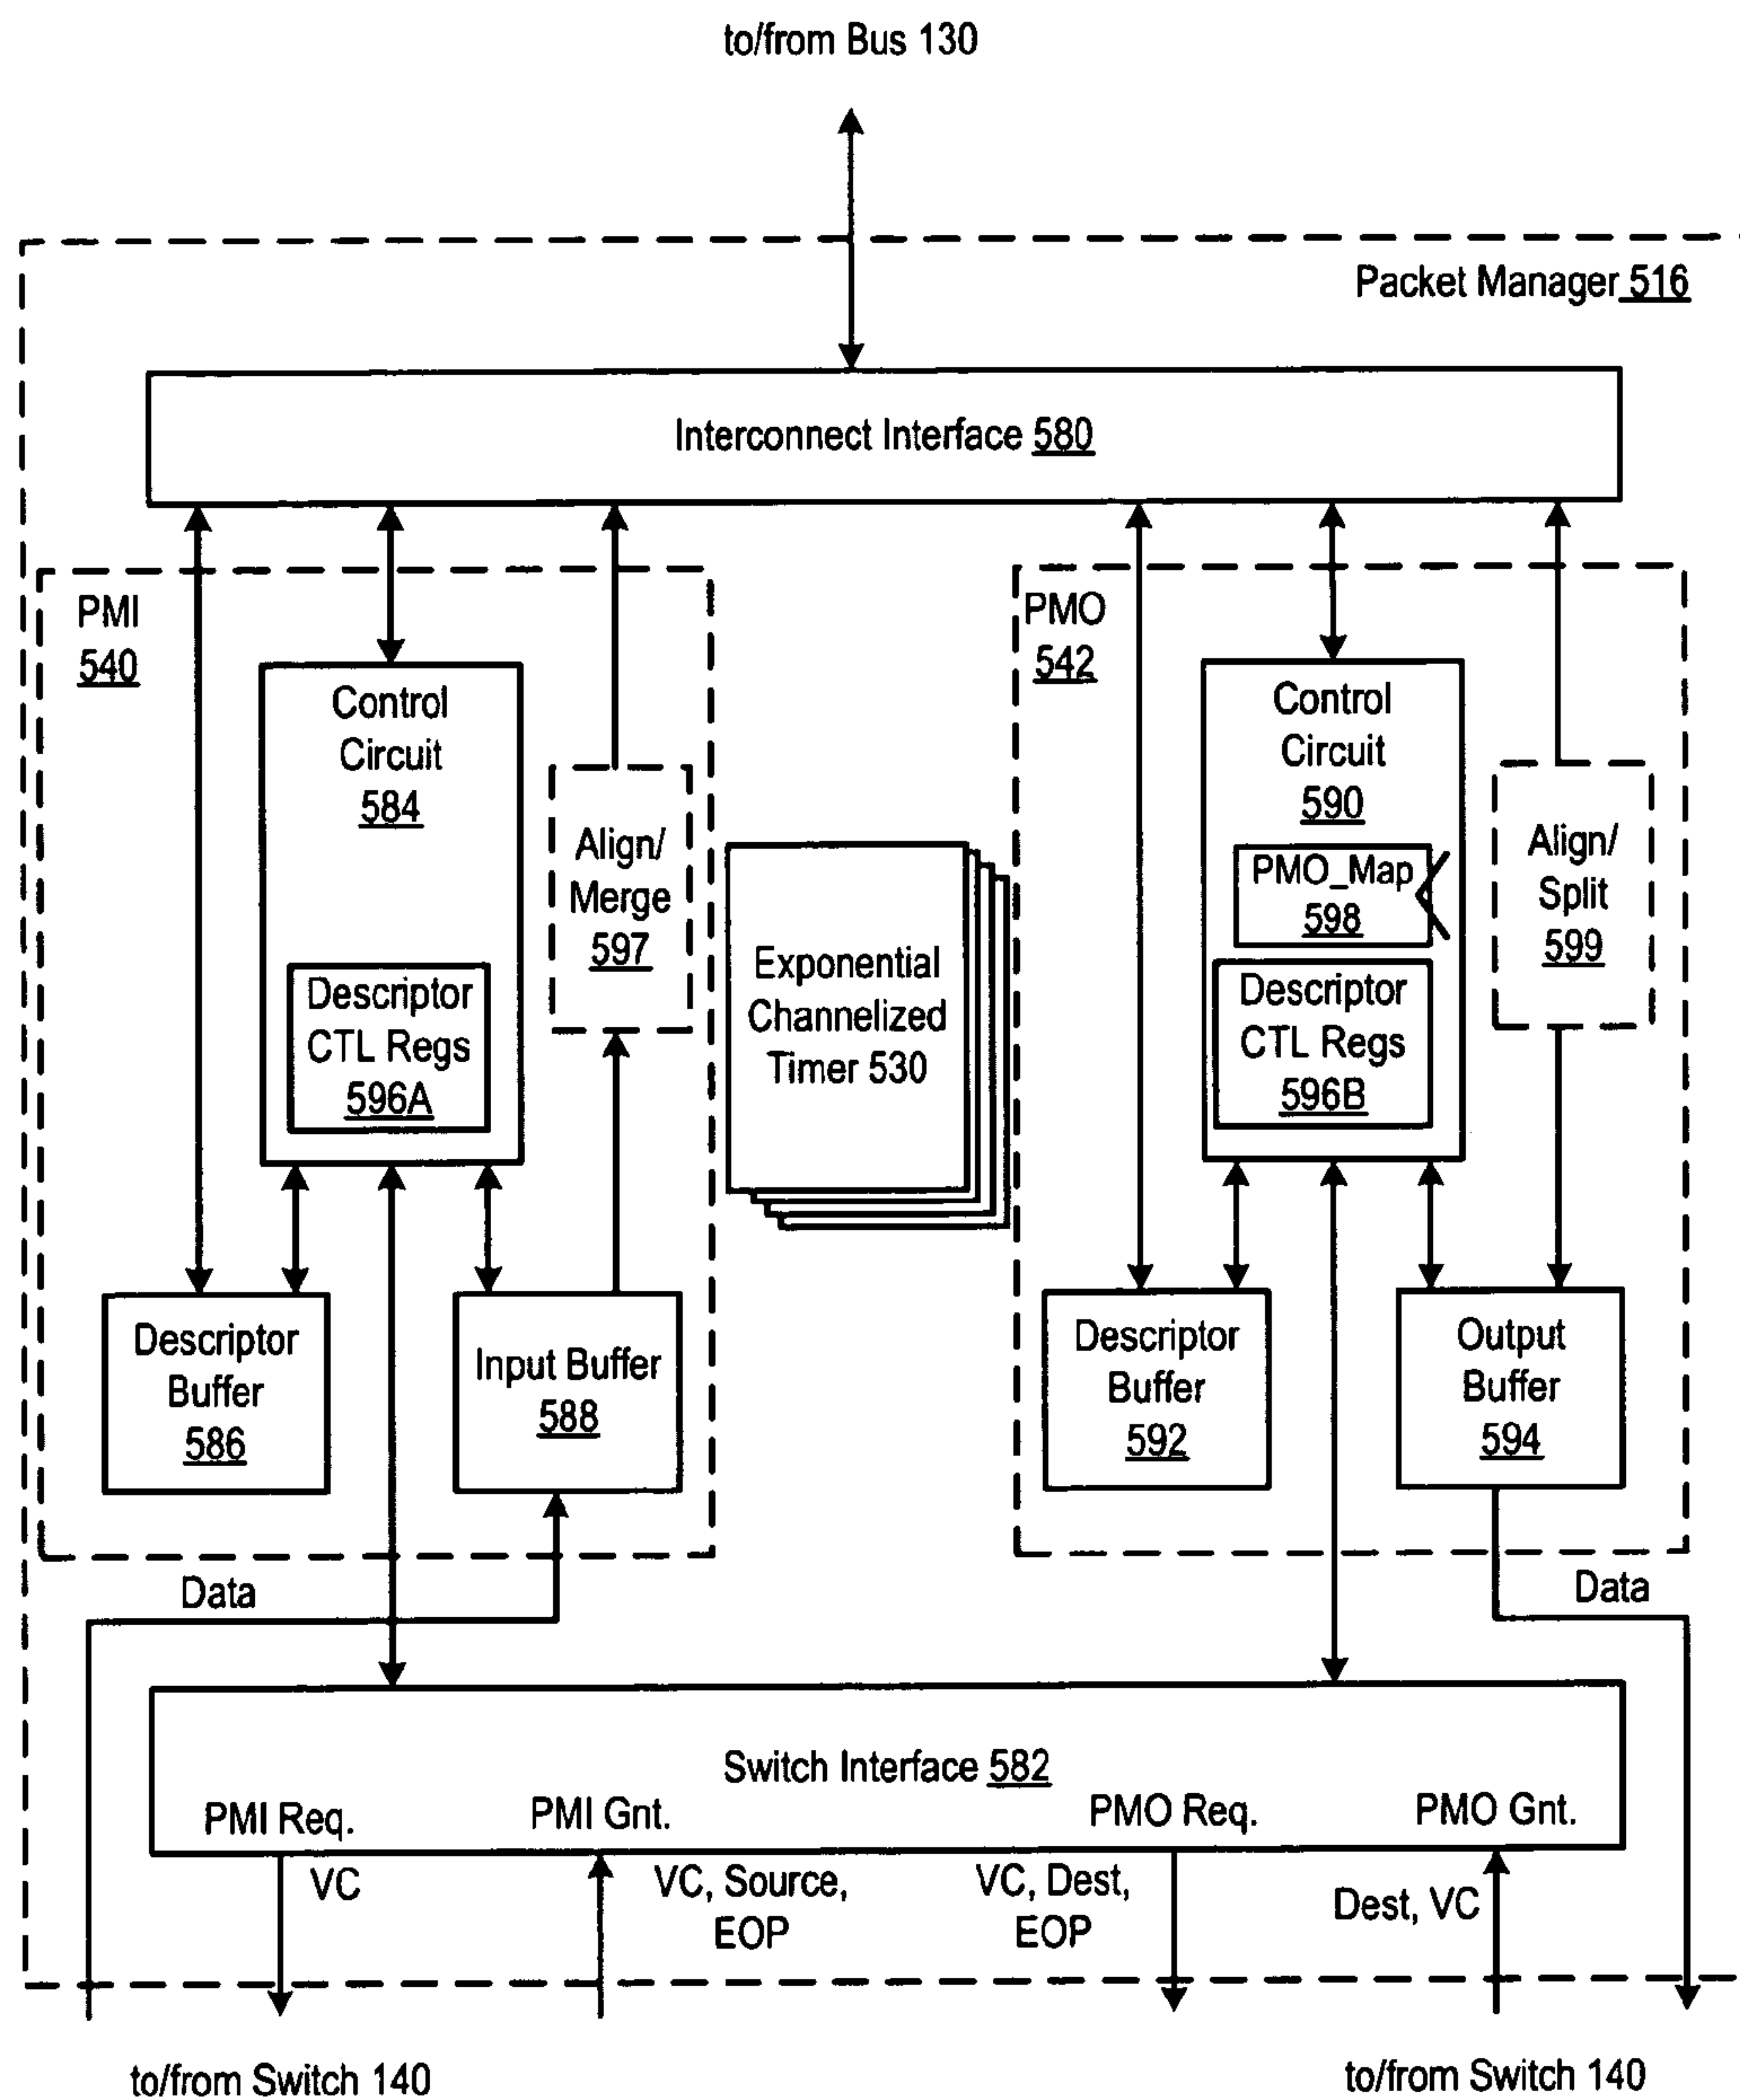 to/from Bus 130
Packet Manager 516
Interconnect Interface 580
PMI
540
Control
Circuit
584
Descriptor
CTL Regs
596A
Align/
Merge
597
Exponential
Channelized
Timer 530
PMO
542
Control
Circuit
590
PMO_Map
598
Descriptor
CTL Regs
596B
Align/
Split
599
Descriptor
Buffer
586
Input Buffer
588
Descriptor
Buffer
592
Output
Buffer
594
Data
Data
Switch Interface 582
PMI Req.
PMI Gnt.
PMO Req.
PMO Gnt.
VC
VC, Source,
EOP
VC, Dest,
EOP
Dest, VC
to/from Switch 140
to/from Switch 140